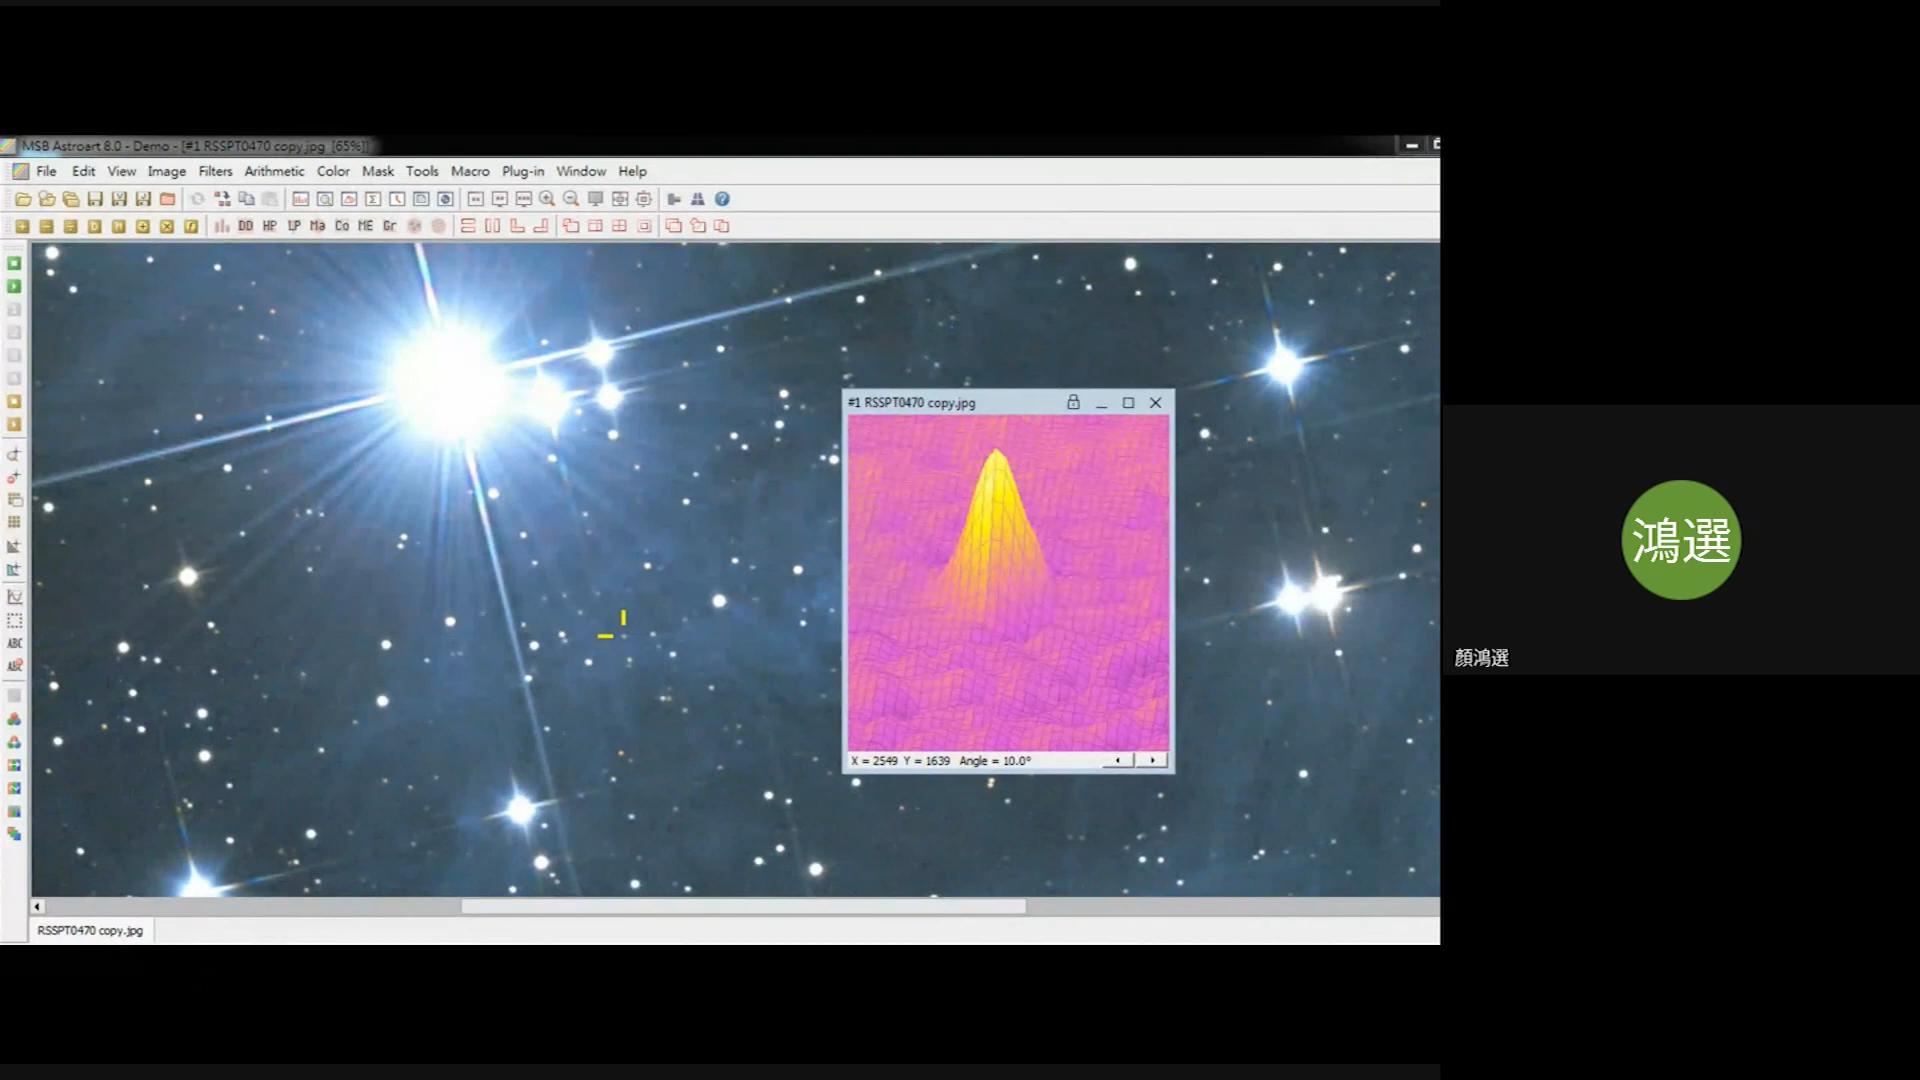 MSB Astroart 8.0 - Demo - [#1 RSSPT0470 copy.jpg [65%]]
File Edit View Image Filters Arithmetic Color Mask Tools Macro Plug-in Window Help
DD HP LP Ma Co ME Gr
#1 RSSPT0470 copy.jpg
X = 2549 Y = 1639 Angle = 10.0°
ABC
ABC
RSSPT0470 copy.jpg
鴻選
顏鴻選